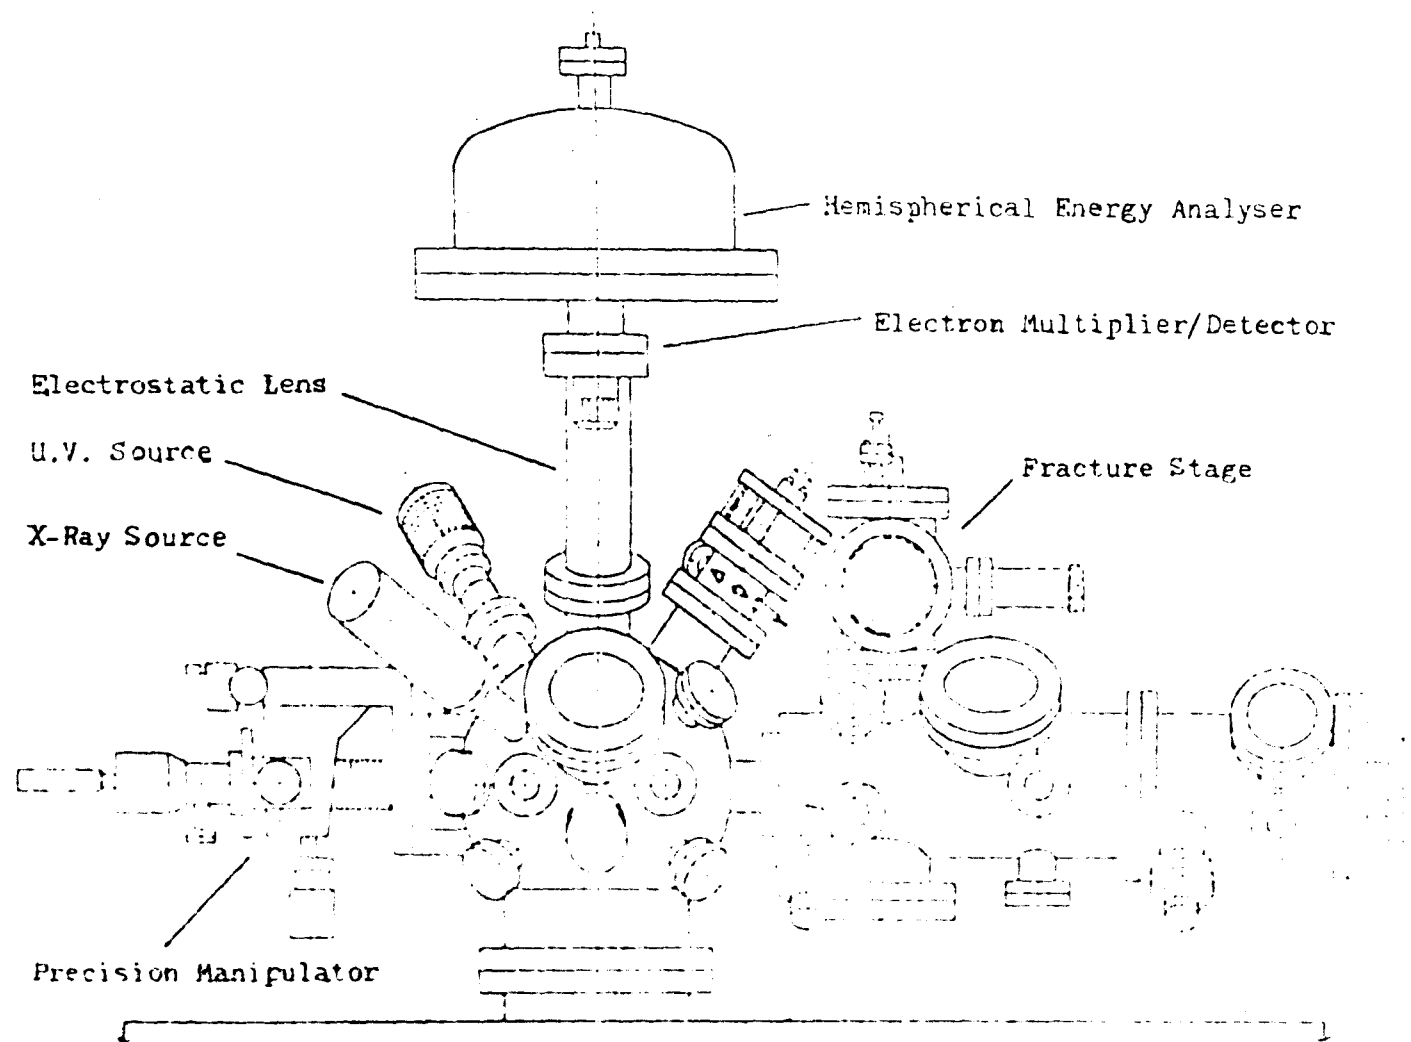 Hemispherical Energy Analyser
Electron Multiplier/Detector
Electrostatic Lens
U.V. Source
Fracture Stage
X-Ray Source
Precision Manipulator